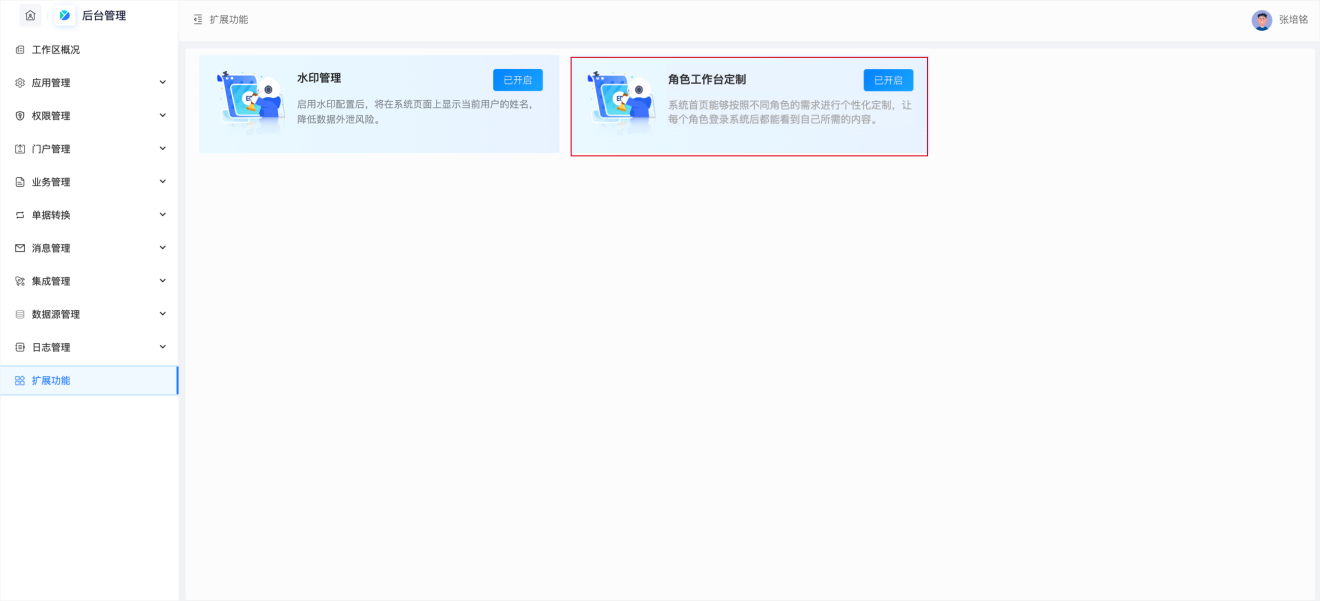 后台管理
扩展功能
张培铭
工作区概况
应用管理
权限管理
门户管理
业务管理
单据转换
消息管理
集成管理
数据源管理
日志管理
扩展功能
水印管理
已开启
启用水印配置后，将在系统页面上显示当前用户的姓名，
降低数据外泄风险。
角色工作台定制
已开启
系统首页能够按照不同角色的需求进行个性化定制，让
每个角色登录系统后都能看到自己所需的内容。